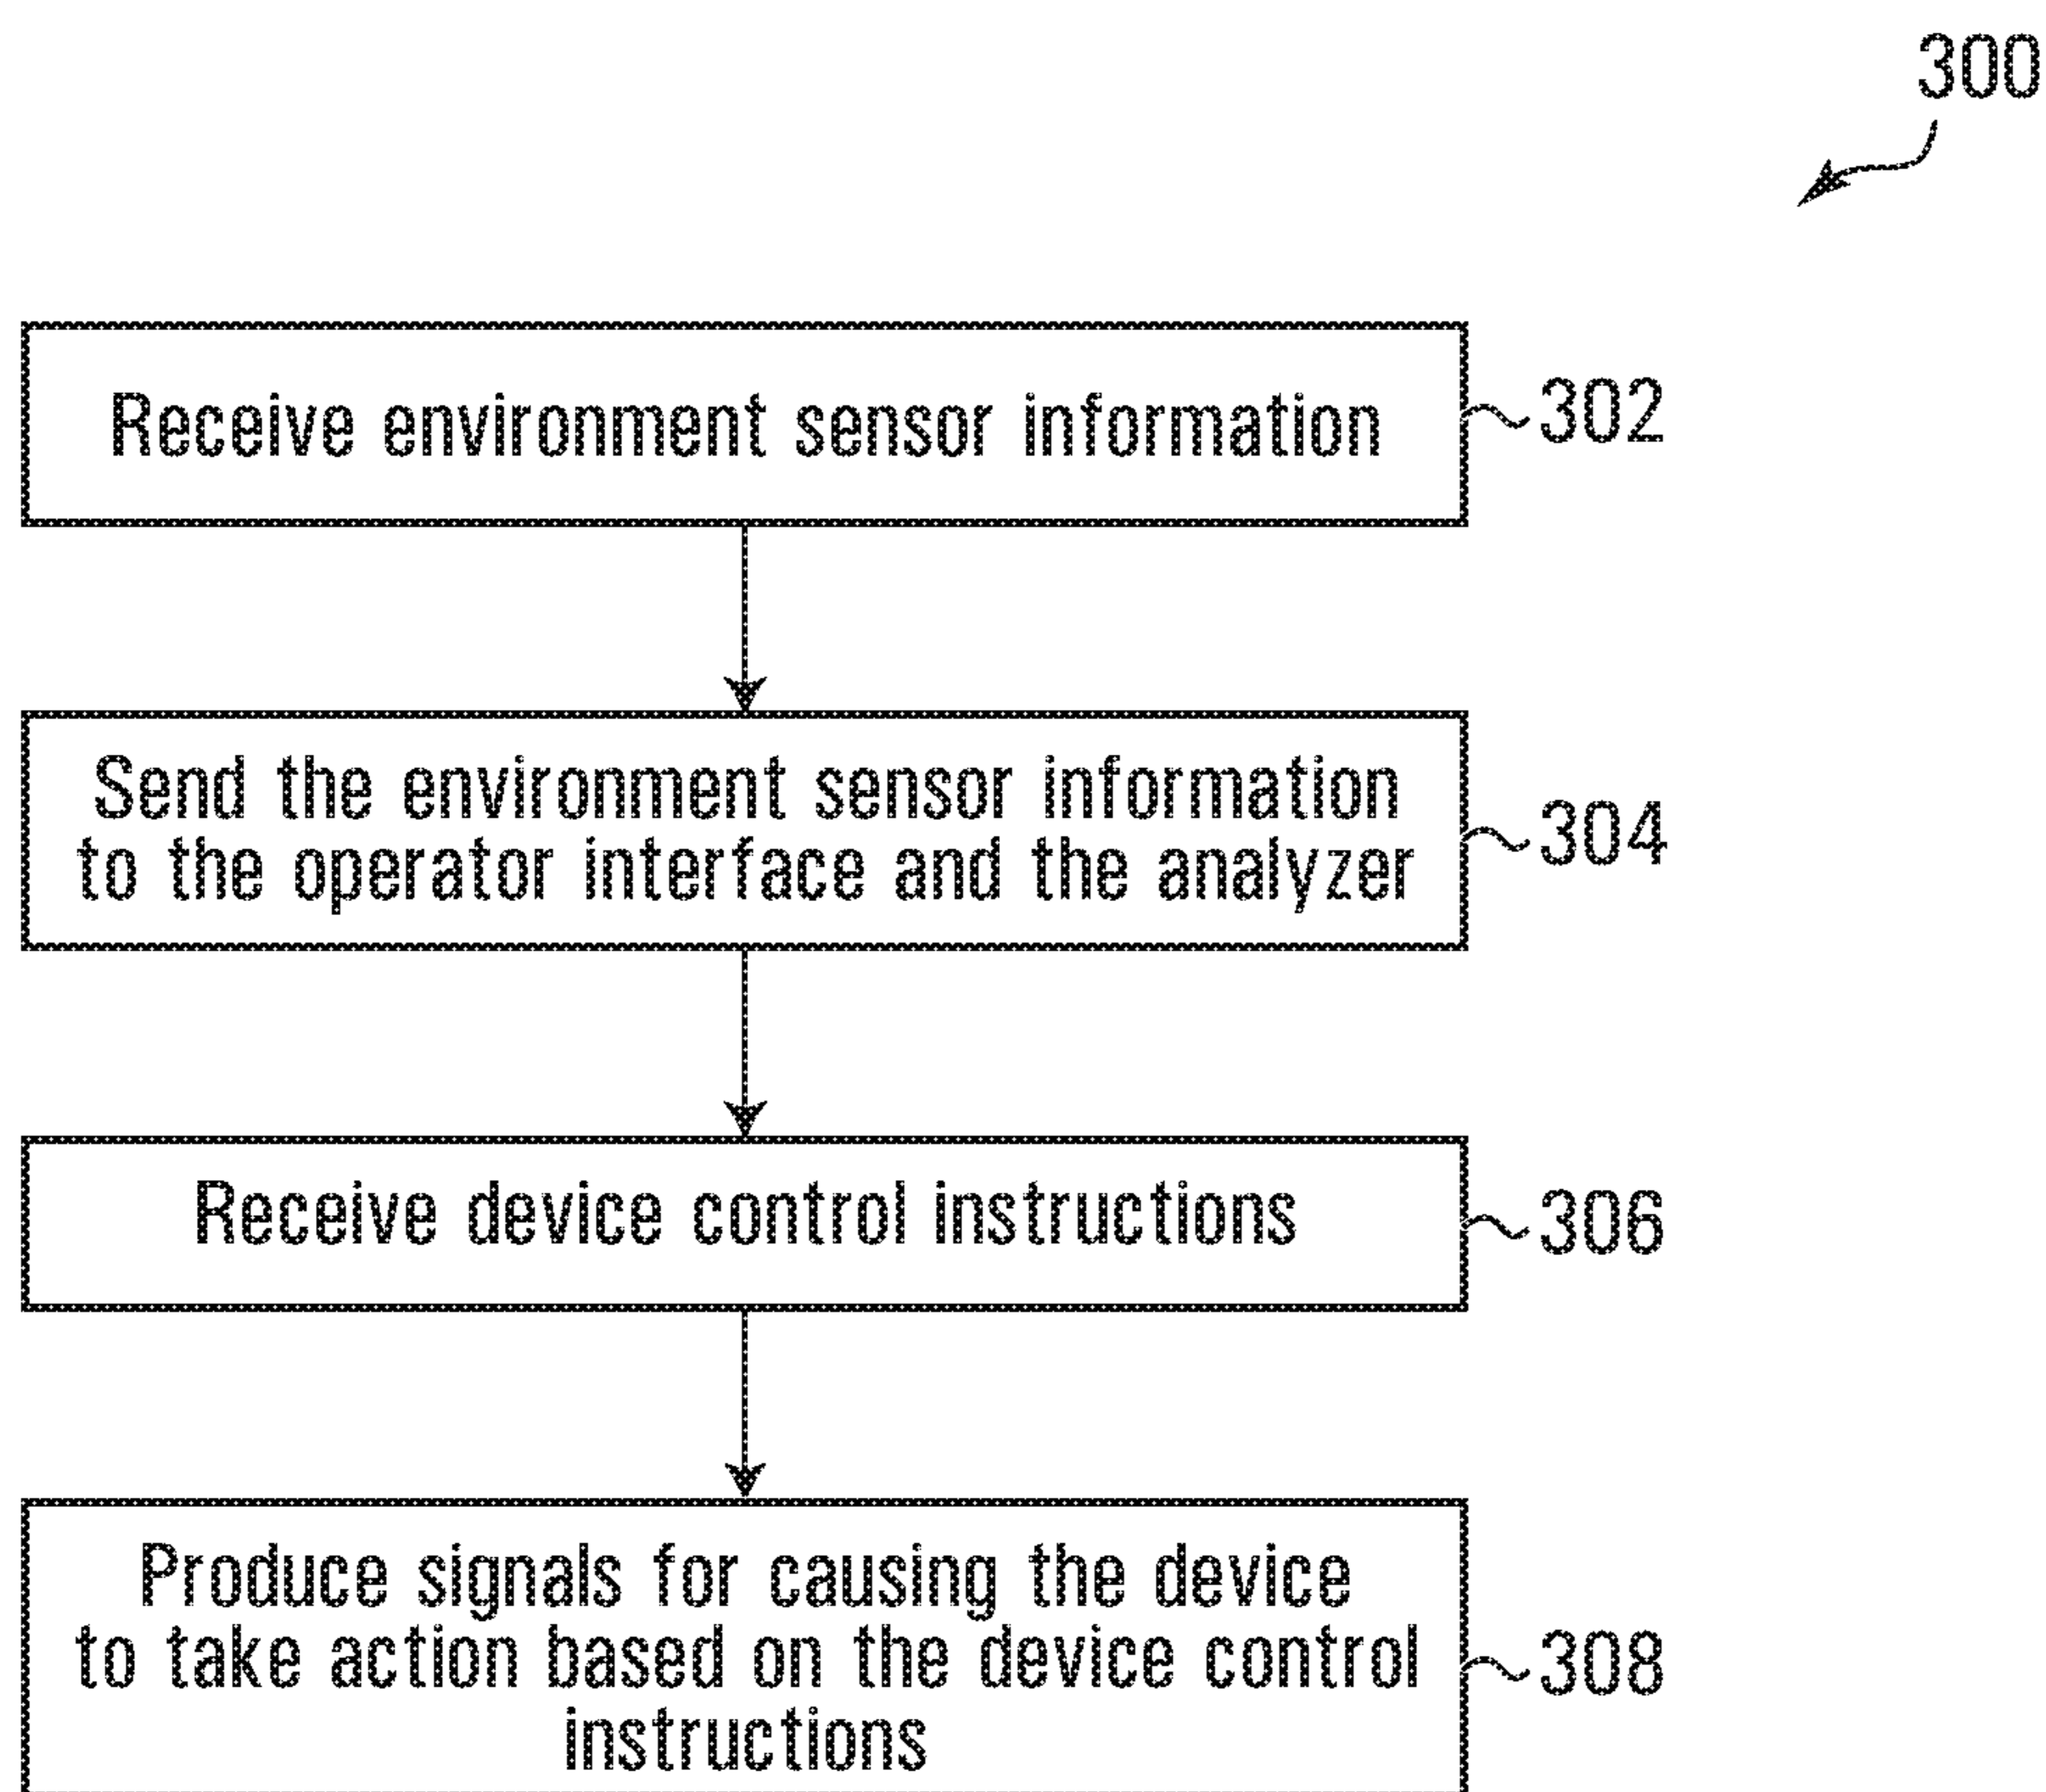 300
Receive environment sensor information
302
Send the environment sensor information
to the operator interface and the analyzer
304
Receive device control instructions
306
Produce signals for causing the device
to take action based on the device control
instructions
308